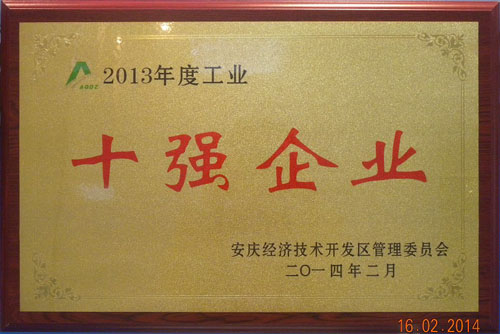 2013年度工业
十强企业
安庆经济技术开发区管理委员会
二〇一四年二月
16.02.2014